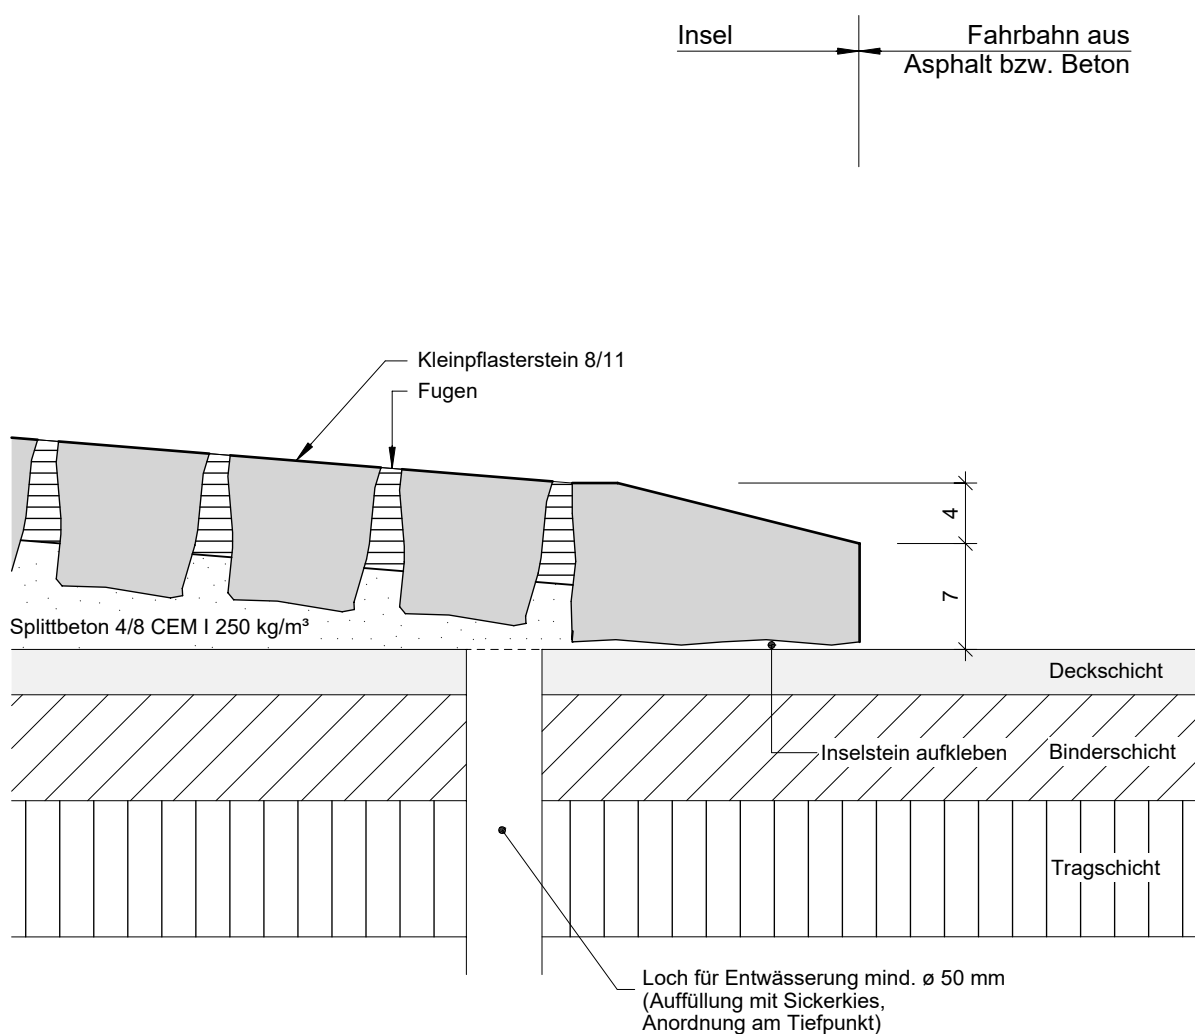 Insel
Fahrbahn aus
Asphalt bzw. Beton
Kleinpflasterstein 8/11
Fugen
4
7
Splittbeton 4/8 CEM I 250 kg/m³
Deckschicht
Inselstein aufkleben
Binderschicht
Tragschicht
Loch für Entwässerung mind. ø 50 mm
(Auffüllung mit Sickerkies,
Anordnung am Tiefpunkt)